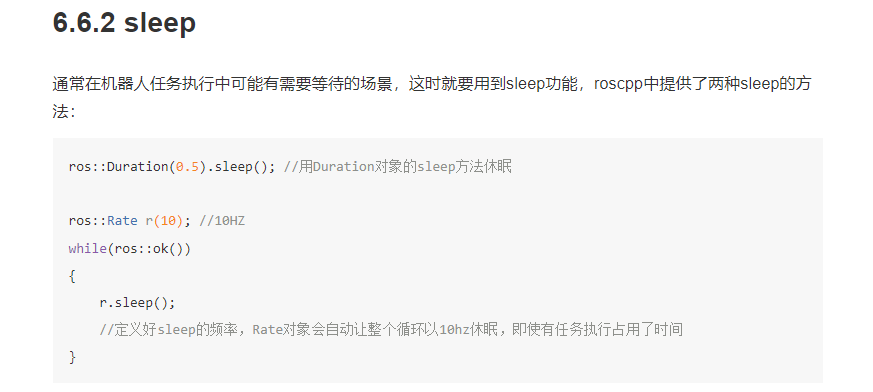 6.6.2 sleep
通常在机器人任务执行中可能有需要等待的场景，这时就要用到sleep功能，roscpp中提供了两种sleep的方
法：
ros::Duration(0.5).sleep(); //用Duration对象的sleep方法休眠
ros::Rate r(10); //10HZ
while(ros::ok())
{
    r.sleep();
    //定义好sleep的频率，Rate对象会自动让整个循环以10hz休眠，即使有任务执行占用了时间
}